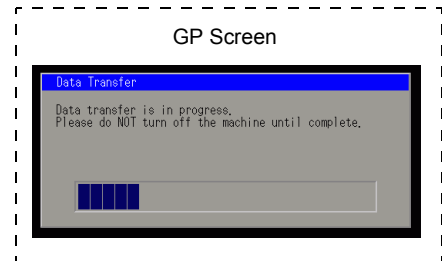 GP Screen
Data Transfer
Data transfer is in progress.
Please do NOT turn off the machine until complete.